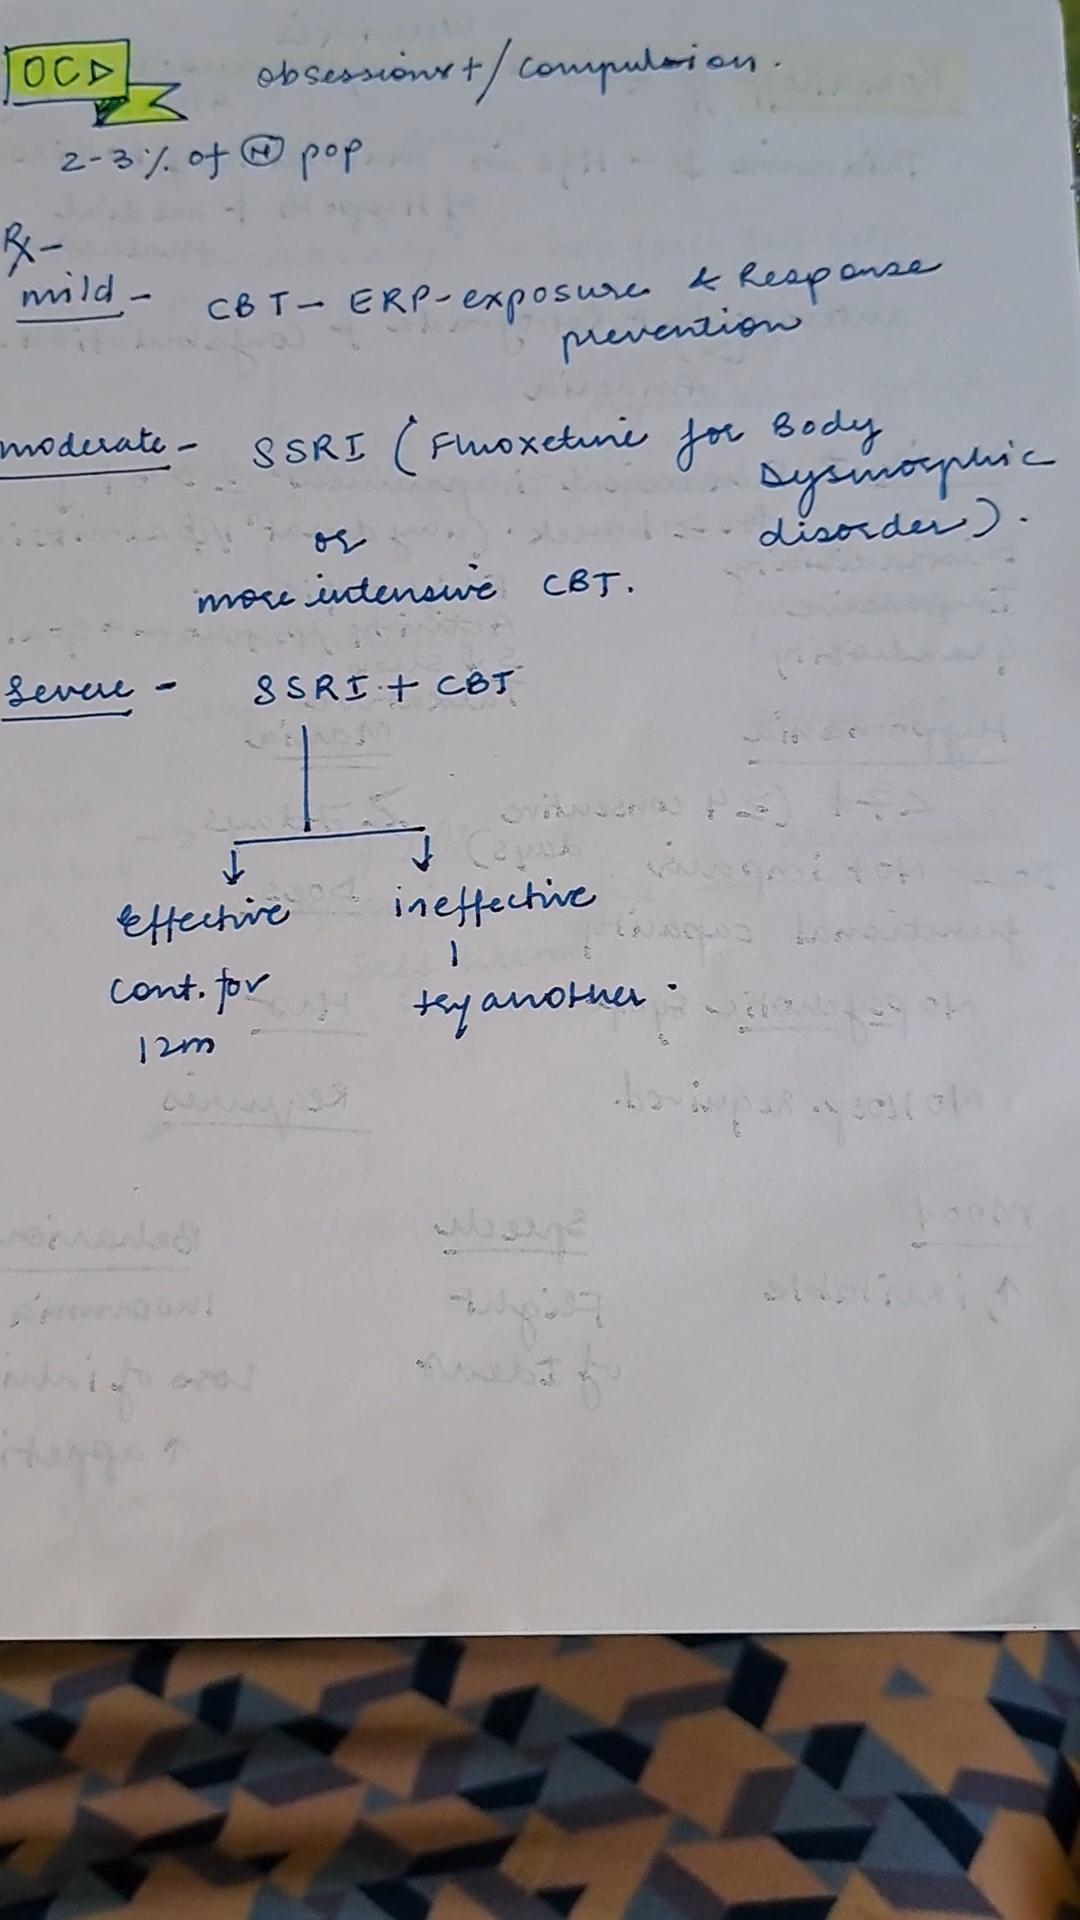 OCD obsessions +/ compulsion.
2-3% of N pop
Rx-
mild - CBT - ERP - exposure & Response
prevention
moderate - SSRI (Fluoxetine for Body
Dysmorphic
disorder).
or
more intensive CBT.
Severe - SSRI + CBT
Effective ineffective
cont. for try another.
12m